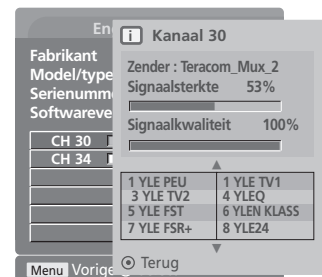 En
Fabrikant
Model/type
Serienumm
Softwareve
CH 30
CH 34
Menu Vorige
i Kanaal 30
Zender : Teracom_Mux_2
Signaalsterkte 53%
Signaalkwaliteit 100%
1 YLE PEU 1 YLE TV1
3 YLE TV2 4 YLEQ
5 YLE FST 6 YLEN KLASS
7 YLE FSR+ 8 YLE24
Terug